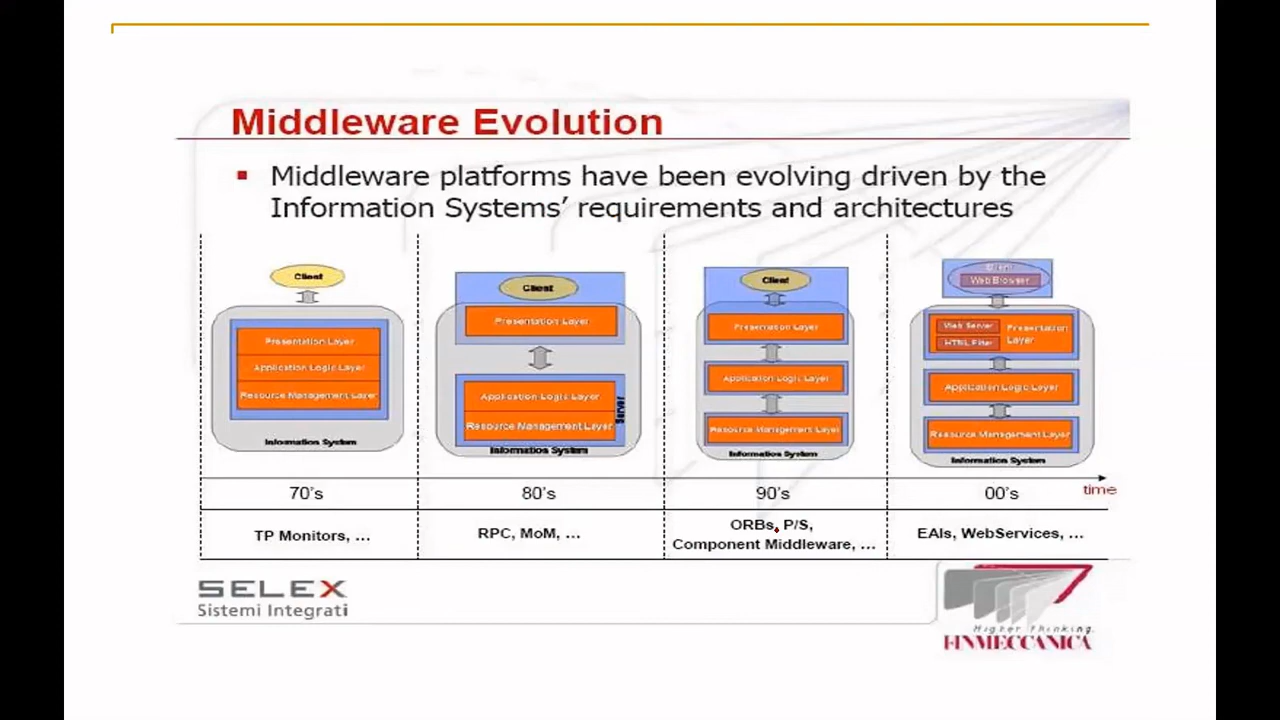 Middleware Evolution
Middleware platforms have been evolving driven by the
Information Systems' requirements and architectures
Client
Presentation Layer
Application Logic Layer
Resource Management Layer
Information System
Client
Presentation Layer
Application Logic Layer
Resource Management Layer
Server
Information System
Client
Presentation Layer
Application Logic Layer
Resource Management Layer
Information System
Client
Web Browser
Web Server
HTML Filter
Presentation
Layer
Application Logic Layer
Resource Management Layer
Information System
70's
80's
90's
00's
time
TP Monitors, ...
RPC, MoM, ...
ORBs, P/S,
Component Middleware, ...
EAIs, WebServices, ...
SELEX
Sistemi Integrati
Higher Thinking.
FINMECCANICA